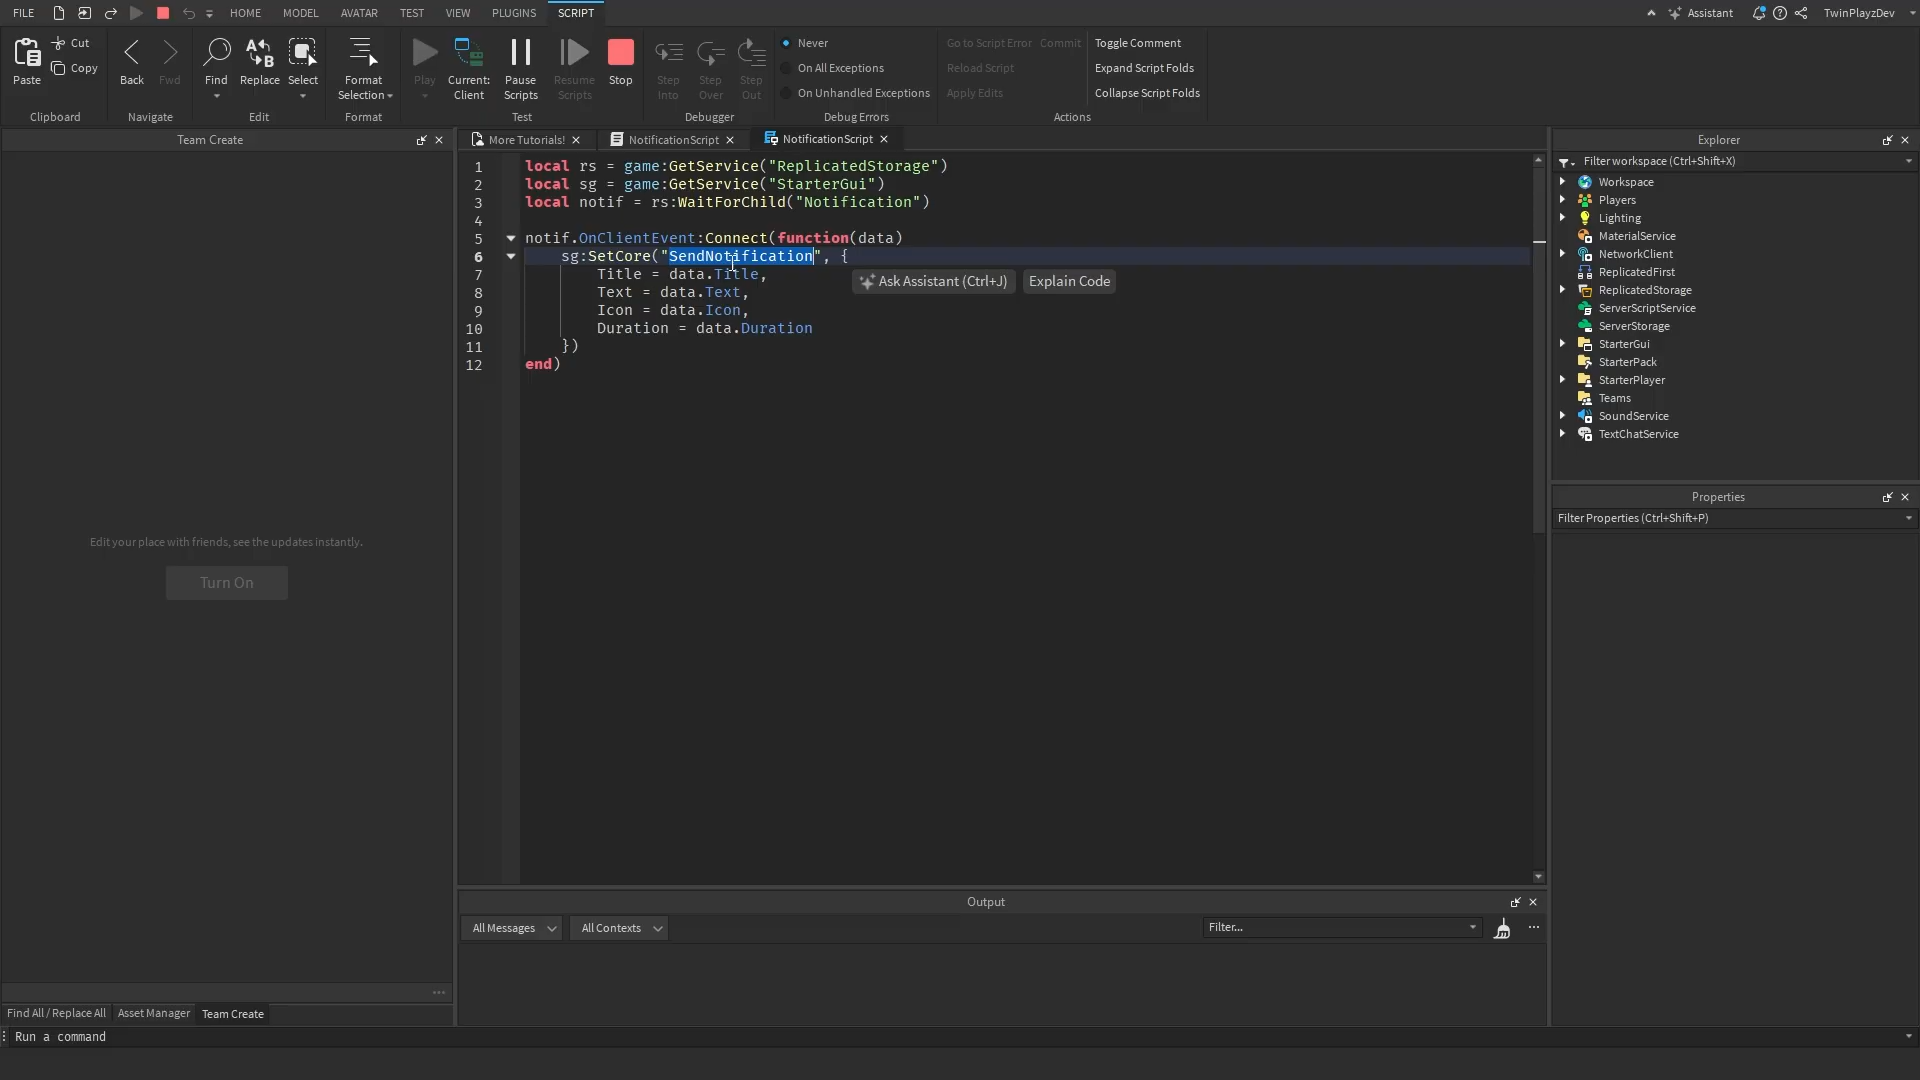 FILE HOME MODEL AVATAR TEST VIEW PLUGINS SCRIPT Assistant TwinPlayzDev
Paste Cut Copy
Clipboard
Back Fwd
Navigate
Find Replace Select
Edit
Format Selection
Format
Play Current: Client Pause Scripts Resume Scripts Stop
Test
Step Into Step Over Step Out
Debugger
Never
On All Exceptions
On Unhandled Exceptions
Debug Errors
Go to Script Error Commit
Reload Script
Apply Edits
Toggle Comment
Expand Script Folds
Collapse Script Folds
Actions
Team Create
Edit your place with friends, see the updates instantly.
Turn On
...
Find All / Replace All Asset Manager Team Create
More Tutorials! NotificationScript NotificationScript
1 local rs = game:GetService("ReplicatedStorage")
2 local sg = game:GetService("StarterGui")
3 local notif = rs:WaitForChild("Notification")
4
5 notif.OnClientEvent:Connect(function(data)
6 sg:SetCore("SendNotification", {
7 Title = data.Title,
8 Text = data.Text,
9 Icon = data.Icon,
10 Duration = data.Duration
11 })
12 end)
Ask Assistant (Ctrl+J) Explain Code
Output
All Messages All Contexts Filter... ...
Explorer
Filter workspace (Ctrl+Shift+X)
Workspace
Players
Lighting
MaterialService
NetworkClient
ReplicatedFirst
ReplicatedStorage
ServerScriptService
ServerStorage
StarterGui
StarterPack
StarterPlayer
Teams
SoundService
TextChatService
Properties
Filter Properties (Ctrl+Shift+P)
Run a command